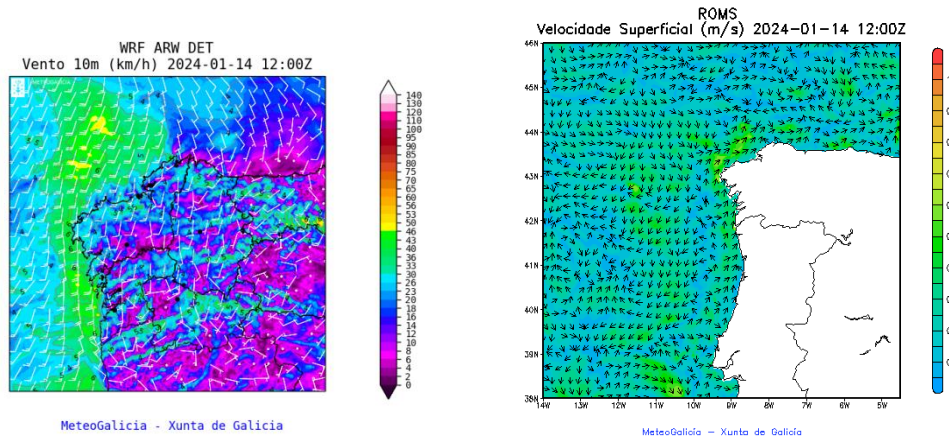 WRF ARW DET
Vento 10m (km/h) 2024-01-14 12:00Z
140
130
120
110
100
95
90
85
80
75
70
65
60
56
53
50
46
43
40
36
33
30
26
23
20
18
16
14
12
10
8
6
4
2
0
MeteoGalicia - Xunta de Galicia
ROMS
Velocidade Superficial (m/s) 2024-01-14 12:00Z
46N
45N
44N
43N
42N
41N
40N
39N
38N
14W
13W
12W
11W
10W
9W
8W
7W
6W
5W
MeteoGalicia – Xunta de Galicia